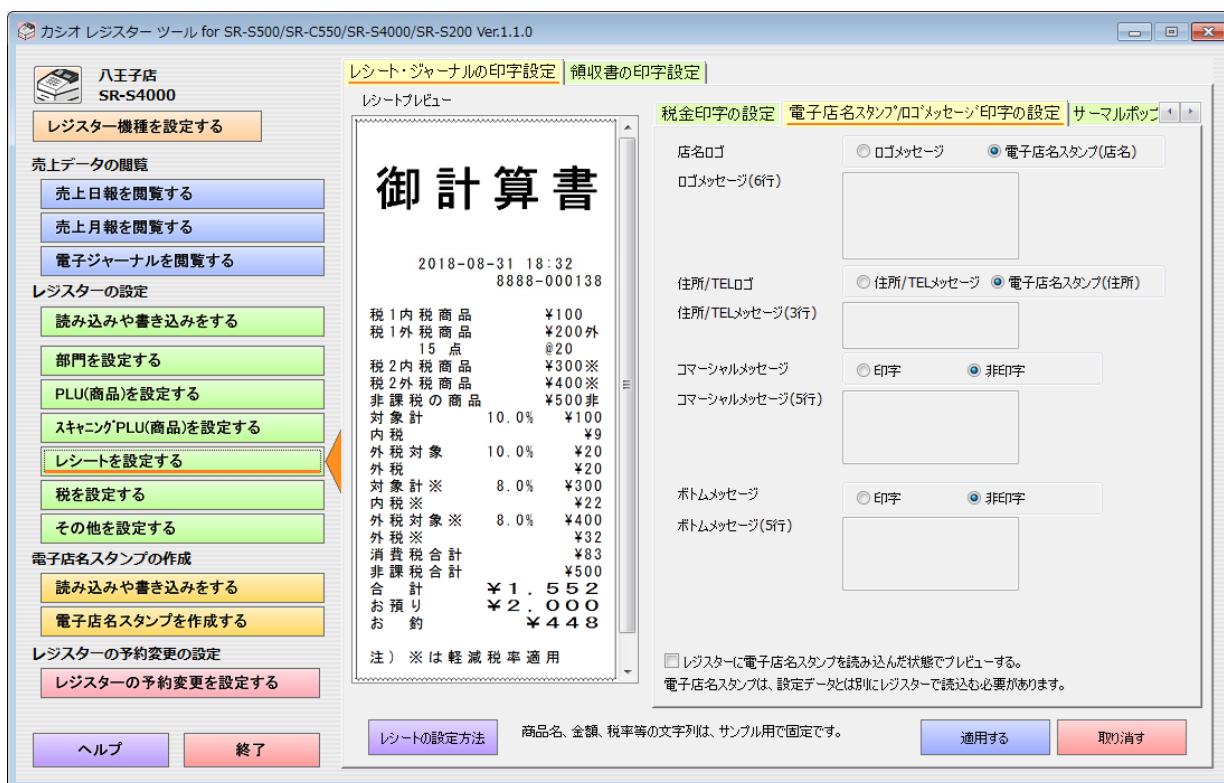 カシオ レジスター ツール for SR-S500/SR-C550/SR-S4000/SR-S200 Ver.1.1.0
八王子店
SR-S4000
レジスター機種を設定する
売上データの閲覧
売上日報を閲覧する
売上月報を閲覧する
電子ジャーナルを閲覧する
レジスターの設定
読み込みや書き込みをする
部門を設定する
PLU(商品)を設定する
スキャニングPLU(商品)を設定する
レシートを設定する
税を設定する
その他を設定する
電子店名スタンプの作成
読み込みや書き込みをする
電子店名スタンプを作成する
レジスターの予約変更の設定
レジスターの予約変更を設定する
ヘルプ 終了
レシート・ジャーナルの印字設定 領収書の印字設定
レシートプレビュー
御計算書
2018-08-31 18:32
8888-000138
税1内税商品 ¥100
税1外税商品 ¥200外
15 点 @20
税2内税商品 ¥300※
税2外税商品 ¥400※
非課税の商品 ¥500非
対象計 10.0% ¥100
内税 ¥9
外税対象 10.0% ¥20
外税 ¥20
対象計※ 8.0% ¥300
内税※ ¥22
外税対象※ 8.0% ¥400
外税※ ¥32
消費税合計 ¥83
非課税合計 ¥500
合 計 ¥1,552
お預り ¥2,000
お 釣 ¥448
注) ※は軽減税率適用
税金印字の設定 電子店名スタンプ/ロゴメッセージ印字の設定 サーマルポップ
店名ロゴ ロゴメッセージ 電子店名スタンプ(店名)
ロゴメッセージ(6行)
住所/TELロゴ 住所/TELメッセージ 電子店名スタンプ(住所)
住所/TELメッセージ(3行)
コマーシャルメッセージ 印字 非印字
コマーシャルメッセージ(5行)
ボトムメッセージ 印字 非印字
ボトムメッセージ(5行)
レジスターに電子店名スタンプを読み込んだ状態でプレビューする。
電子店名スタンプは、設定データとは別にレジスターで読込む必要があります。
レシートの設定方法 商品名、金額、税率等の文字列は、サンプル用で固定です。 適用する 取り消す